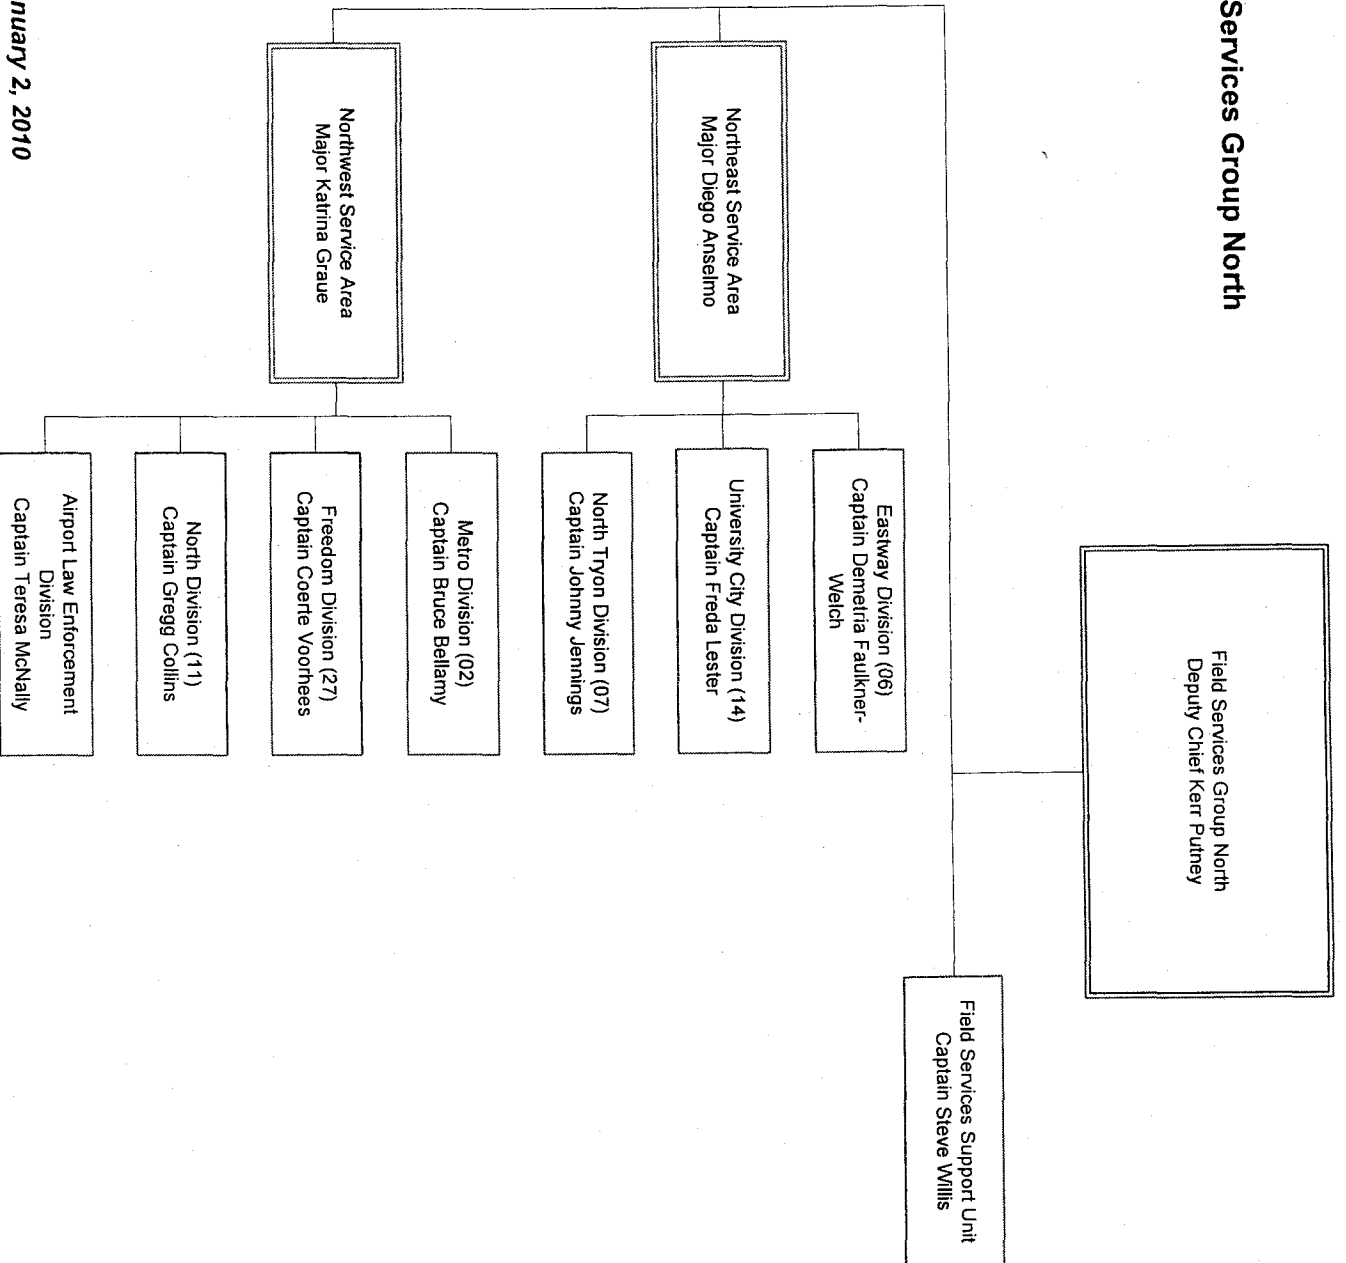 Services Group North
Field Services Group North
Deputy Chief Kerr Putney
Field Services Support Unit
Captain Steve Willis
Northeast Service Area
Major Diego Anselmo
Eastway Division (06)
Captain Demetria Faulkner-
Welch
University City Division (14)
Captain Freda Lester
North Tryon Division (07)
Captain Johnny Jennings
Northwest Service Area
Major Katrina Graue
Metro Division (02)
Captain Bruce Bellamy
Freedom Division (27)
Captain Coerte Voorhees
North Division (11)
Captain Gregg Collins
Airport Law Enforcement
Division
Captain Teresa McNally
nuary 2, 2010